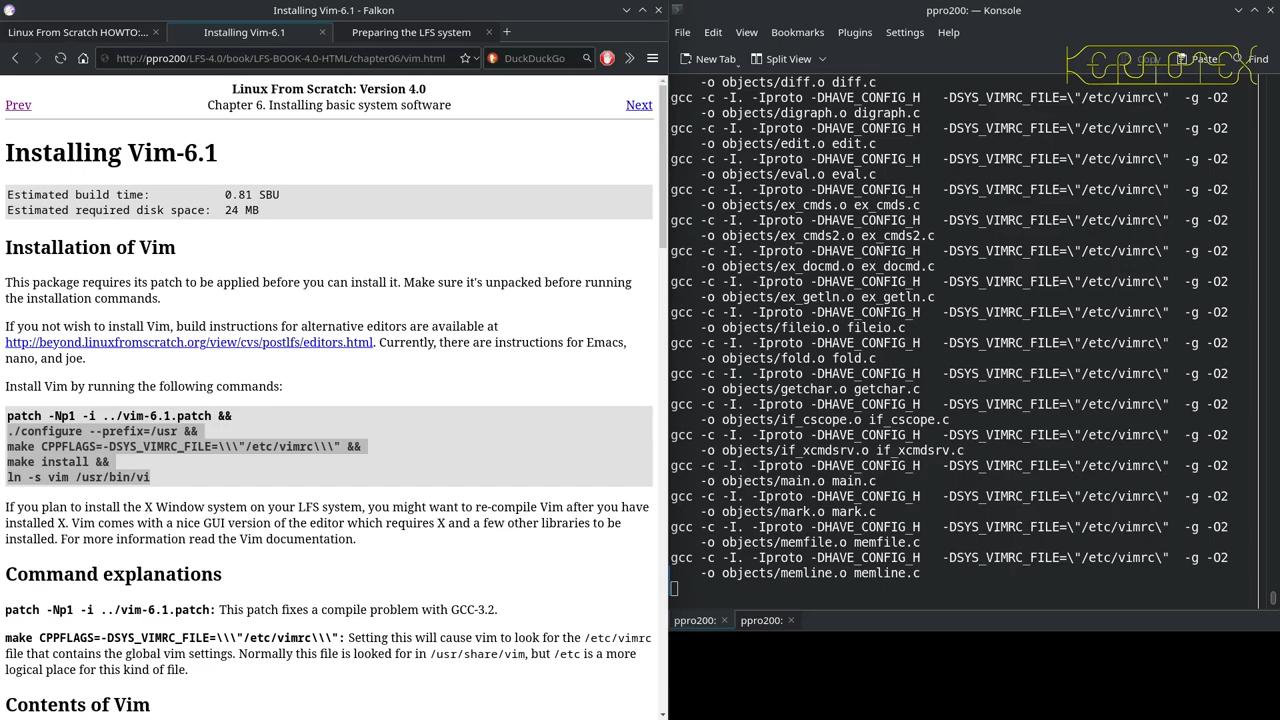 Installing Vim-6.1 - Falkon
Linux From Scratch HOWTO:...
Installing Vim-6.1
Preparing the LFS system
http://ppro200/LFS-4.0/book/LFS-BOOK-4.0-HTML/chapter06/vim.html
DuckDuckGo
Linux From Scratch: Version 4.0
Prev
Chapter 6. Installing basic system software
Next
Installing Vim-6.1
Estimated build time: 0.81 SBU
Estimated required disk space: 24 MB
Installation of Vim
This package requires its patch to be applied before you can install it. Make sure it's unpacked before running
the installation commands.
If you not wish to install Vim, build instructions for alternative editors are available at
http://beyond.linuxfromscratch.org/view/cvs/postlfs/editors.html. Currently, there are instructions for Emacs,
nano, and joe.
Install Vim by running the following commands:
patch -Np1 -i ../vim-6.1.patch &&
./configure --prefix=/usr &&
make CPPFLAGS=-DSYS_VIMRC_FILE=\\\"/etc/vimrc\\\" &&
make install &&
ln -s vim /usr/bin/vi
If you plan to install the X Window system on your LFS system, you might want to re-compile Vim after you have
installed X. Vim comes with a nice GUI version of the editor which requires X and a few other libraries to be
installed. For more information read the Vim documentation.
Command explanations
patch -Np1 -i ../vim-6.1.patch: This patch fixes a compile problem with GCC-3.2.
make CPPFLAGS=-DSYS_VIMRC_FILE=\\\"/etc/vimrc\\\": Setting this will cause vim to look for the /etc/vimrc
file that contains the global vim settings. Normally this file is looked for in /usr/share/vim, but /etc is a more
logical place for this kind of file.
Contents of Vim
ppro200: — Konsole
File Edit View Bookmarks Plugins Settings Help
New Tab Split View Copy Paste Find
-o objects/diff.o diff.c
gcc -c -I. -Iproto -DHAVE_CONFIG_H -DSYS_VIMRC_FILE=\"/etc/vimrc\" -g -O2
-o objects/digraph.o digraph.c
gcc -c -I. -Iproto -DHAVE_CONFIG_H -DSYS_VIMRC_FILE=\"/etc/vimrc\" -g -O2
-o objects/edit.o edit.c
gcc -c -I. -Iproto -DHAVE_CONFIG_H -DSYS_VIMRC_FILE=\"/etc/vimrc\" -g -O2
-o objects/eval.o eval.c
gcc -c -I. -Iproto -DHAVE_CONFIG_H -DSYS_VIMRC_FILE=\"/etc/vimrc\" -g -O2
-o objects/ex_cmds.o ex_cmds.c
gcc -c -I. -Iproto -DHAVE_CONFIG_H -DSYS_VIMRC_FILE=\"/etc/vimrc\" -g -O2
-o objects/ex_cmds2.o ex_cmds2.c
gcc -c -I. -Iproto -DHAVE_CONFIG_H -DSYS_VIMRC_FILE=\"/etc/vimrc\" -g -O2
-o objects/ex_docmd.o ex_docmd.c
gcc -c -I. -Iproto -DHAVE_CONFIG_H -DSYS_VIMRC_FILE=\"/etc/vimrc\" -g -O2
-o objects/ex_getln.o ex_getln.c
gcc -c -I. -Iproto -DHAVE_CONFIG_H -DSYS_VIMRC_FILE=\"/etc/vimrc\" -g -O2
-o objects/fileio.o fileio.c
gcc -c -I. -Iproto -DHAVE_CONFIG_H -DSYS_VIMRC_FILE=\"/etc/vimrc\" -g -O2
-o objects/fold.o fold.c
gcc -c -I. -Iproto -DHAVE_CONFIG_H -DSYS_VIMRC_FILE=\"/etc/vimrc\" -g -O2
-o objects/getchar.o getchar.c
gcc -c -I. -Iproto -DHAVE_CONFIG_H -DSYS_VIMRC_FILE=\"/etc/vimrc\" -g -O2
-o objects/if_cscope.o if_cscope.c
gcc -c -I. -Iproto -DHAVE_CONFIG_H -DSYS_VIMRC_FILE=\"/etc/vimrc\" -g -O2
-o objects/if_xcmdsrv.o if_xcmdsrv.c
gcc -c -I. -Iproto -DHAVE_CONFIG_H -DSYS_VIMRC_FILE=\"/etc/vimrc\" -g -O2
-o objects/main.o main.c
gcc -c -I. -Iproto -DHAVE_CONFIG_H -DSYS_VIMRC_FILE=\"/etc/vimrc\" -g -O2
-o objects/mark.o mark.c
gcc -c -I. -Iproto -DHAVE_CONFIG_H -DSYS_VIMRC_FILE=\"/etc/vimrc\" -g -O2
-o objects/memfile.o memfile.c
gcc -c -I. -Iproto -DHAVE_CONFIG_H -DSYS_VIMRC_FILE=\"/etc/vimrc\" -g -O2
-o objects/memline.o memline.c
ppro200: ppro200: